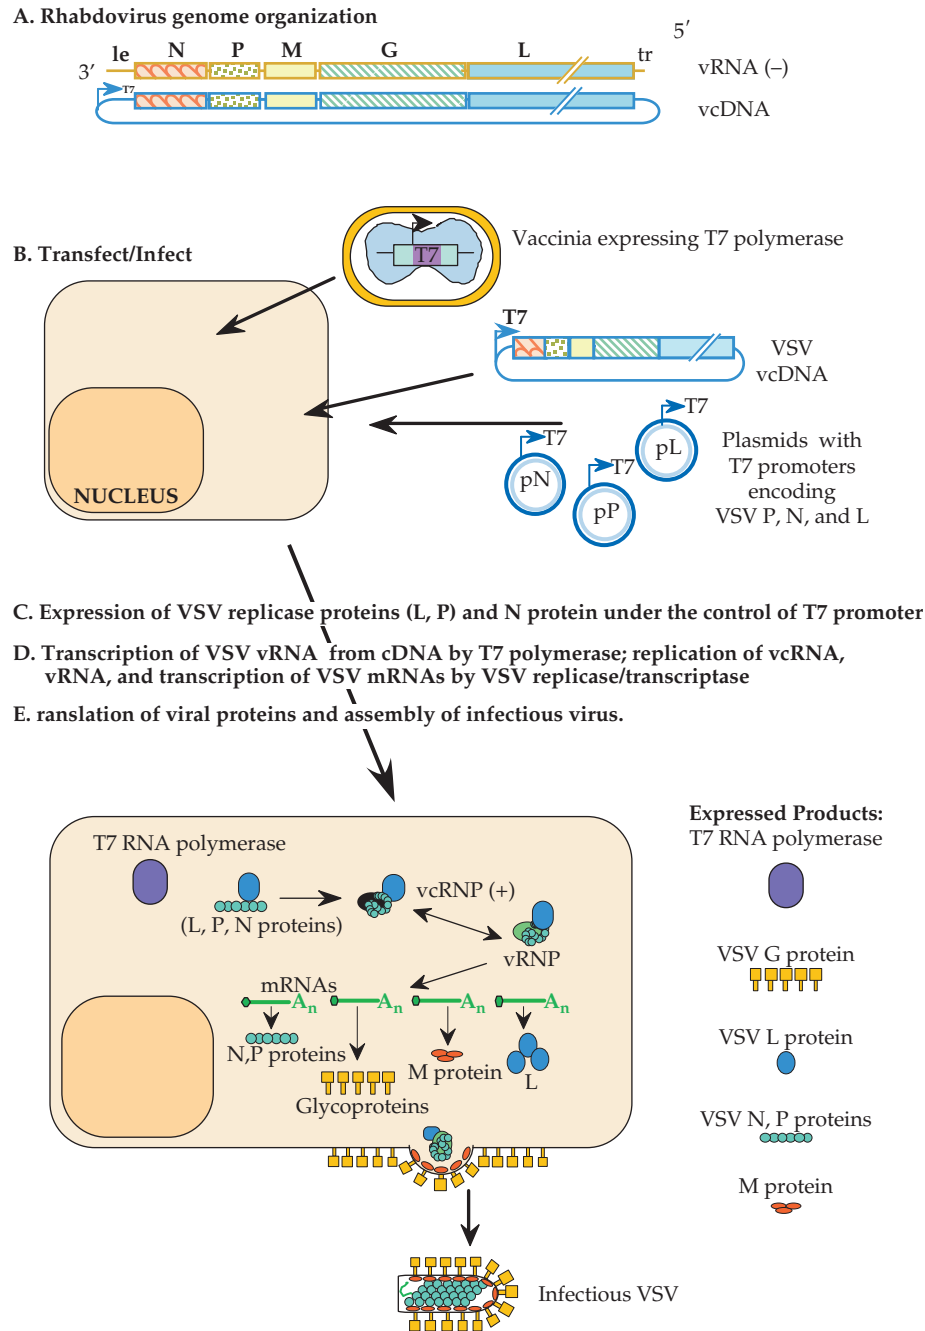 A. Rhabdovirus genome organization
5′
le N P M G L tr
3′
vRNA (–)
T7
vcDNA
B. Transfect/Infect
T7
Vaccinia expressing T7 polymerase
T7
VSV
vcDNA
T7
pL
T7
pN
T7
pP
Plasmids with
T7 promoters
encoding
VSV P, N, and L
NUCLEUS
C. Expression of VSV replicase proteins (L, P) and N protein under the control of T7 promoter
D. Transcription of VSV vRNA from cDNA by T7 polymerase; replication of vcRNA,
vRNA, and transcription of VSV mRNAs by VSV replicase/transcriptase
E. ranslation of viral proteins and assembly of infectious virus.
T7 RNA polymerase
(L, P, N proteins)
vcRNP (+)
vRNP
mRNAs
An An An An
N,P proteins
Glycoproteins
M protein
L
Expressed Products:
T7 RNA polymerase
VSV G protein
VSV L protein
VSV N, P proteins
M protein
Infectious VSV